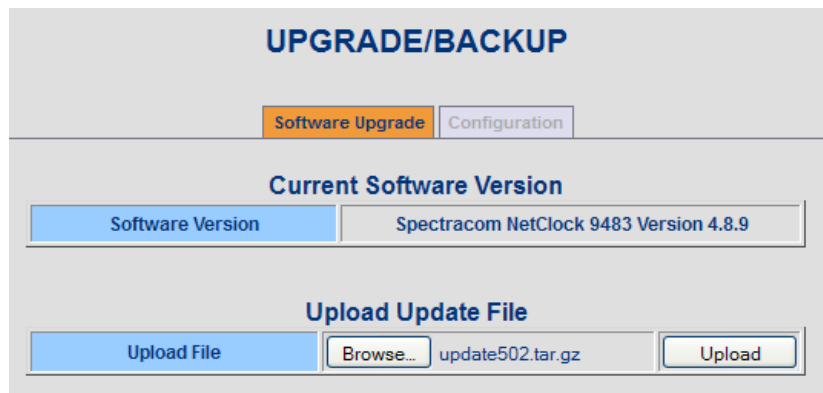 UPGRADE/BACKUP
Software Upgrade Configuration
Current Software Version
Software Version Spectracom NetClock 9483 Version 4.8.9
Upload Update File
Upload File Browse... update502.tar.gz Upload